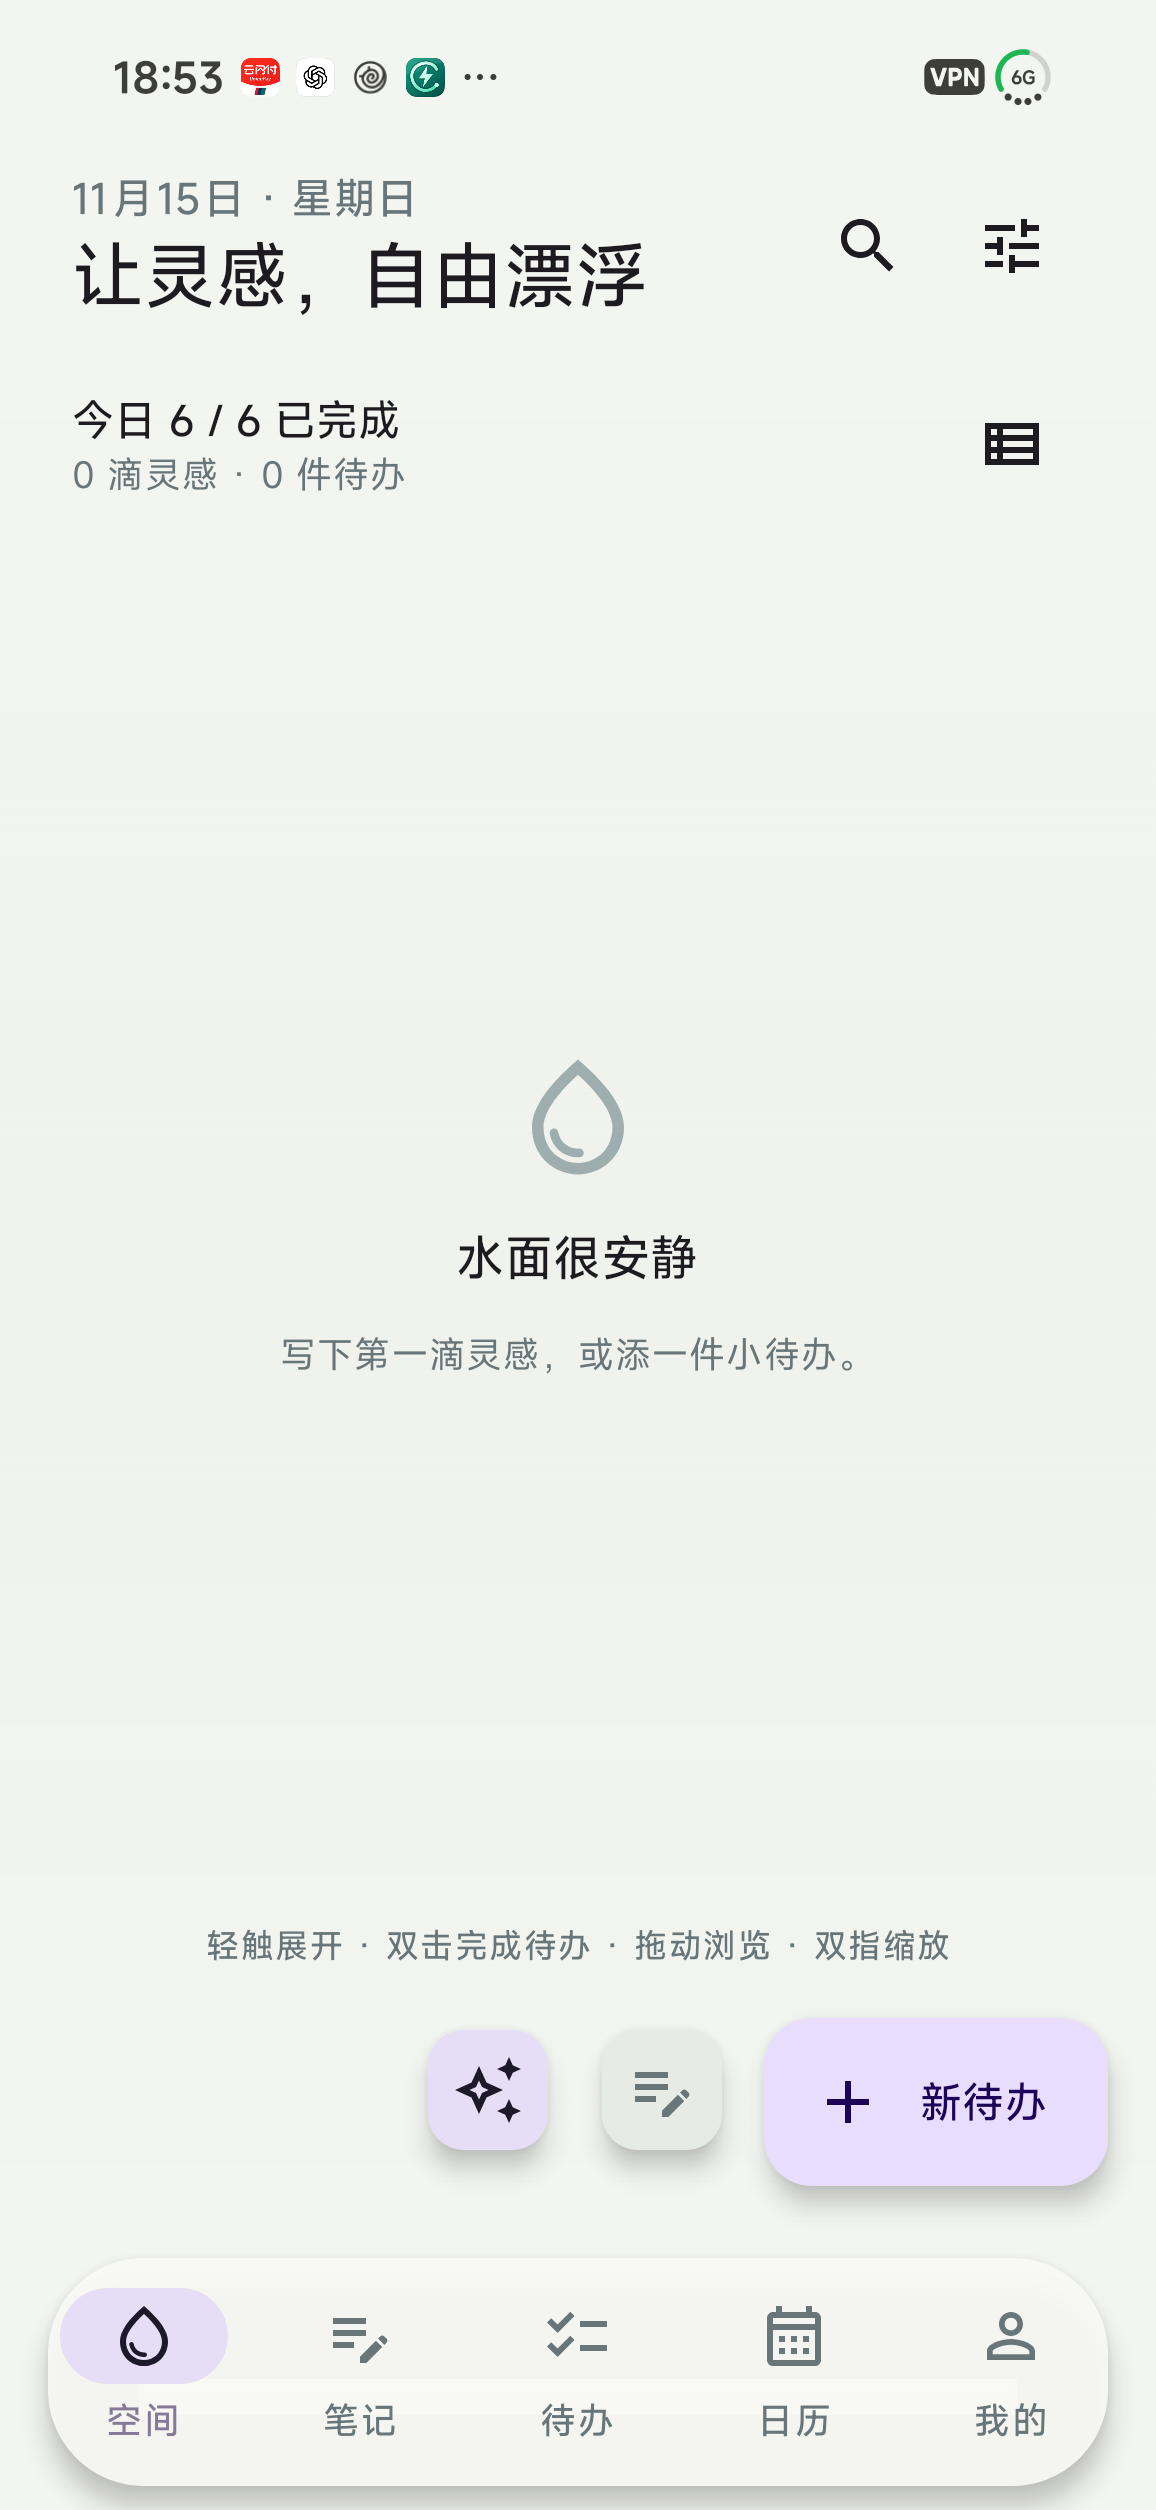 18:53
云闪付
VPN
6G
11月15日 · 星期日
让灵感，自由漂浮
今日 6 / 6 已完成
0 滴灵感 · 0 件待办
水面很安静
写下第一滴灵感，或添一件小待办。
轻触展开 · 双击完成待办 · 拖动浏览 · 双指缩放
新待办
空间
笔记
待办
日历
我的